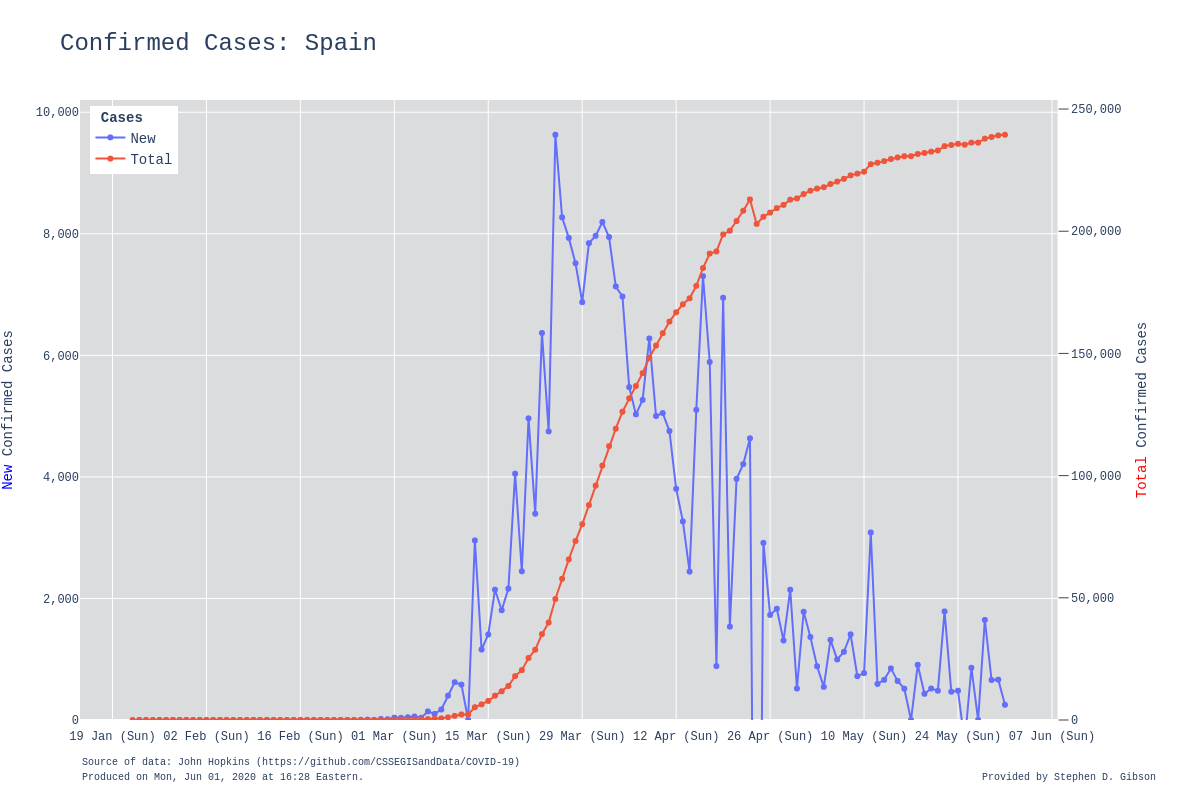 Confirmed Cases: Spain
Cases
New
Total
10,000
8,000
6,000
4,000
2,000
0
New Confirmed Cases
250,000
200,000
150,000
100,000
50,000
0
Total Confirmed Cases
19 Jan (Sun) 02 Feb (Sun) 16 Feb (Sun) 01 Mar (Sun) 15 Mar (Sun) 29 Mar (Sun) 12 Apr (Sun) 26 Apr (Sun) 10 May (Sun) 24 May (Sun) 07 Jun (Sun)
Source of data: John Hopkins (https://github.com/CSSEGISandData/COVID-19)
Produced on Mon, Jun 01, 2020 at 16:28 Eastern.
Provided by Stephen D. Gibson